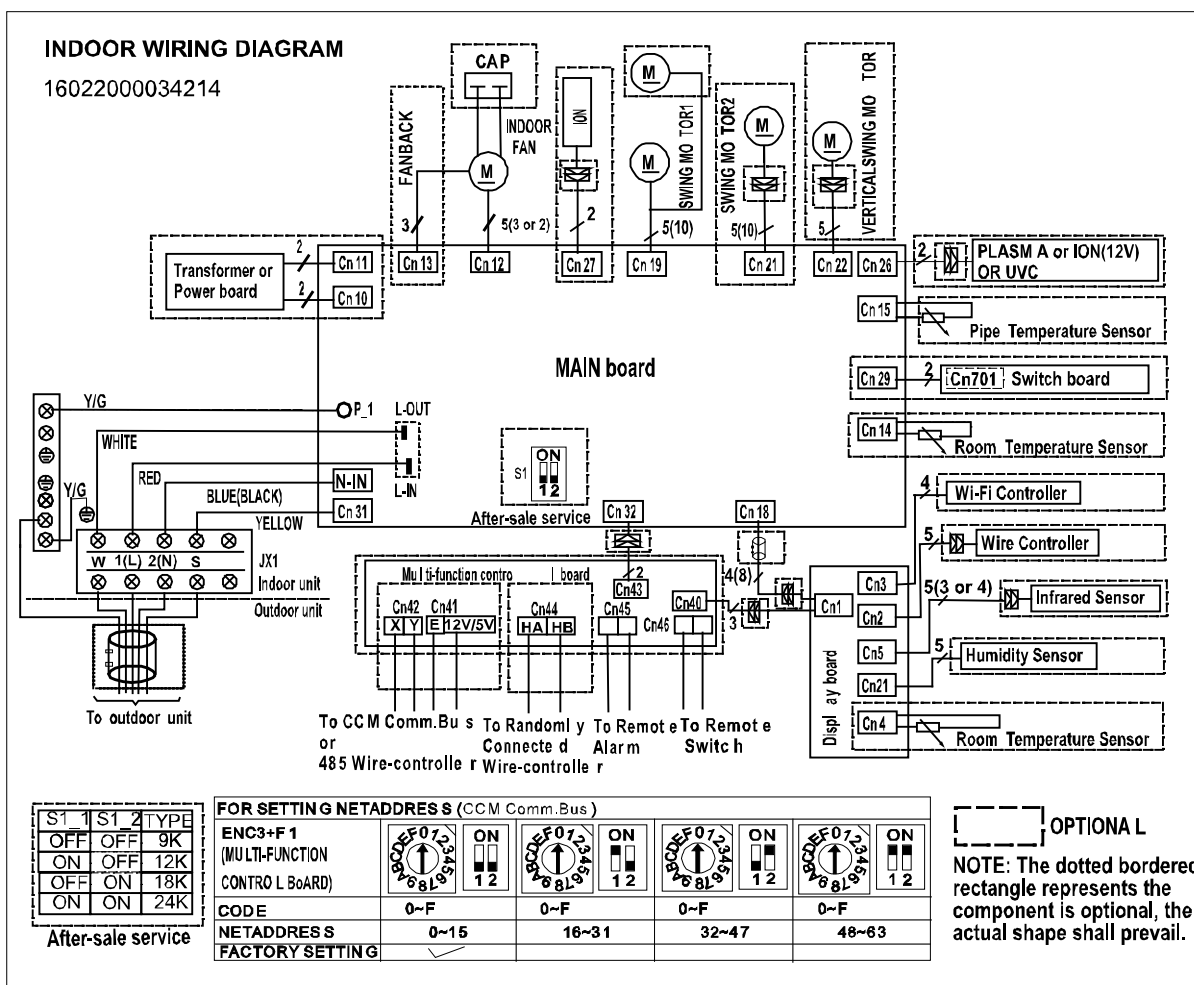 INDOOR WIRING DIAGRAM
16022000034214
CAP
INDOOR
FAN
FANBACK
M
3
5(3 or 2)
ION
2
M
M
SWING MO TOR1
5(10)
SWING MO TOR2
M
5(10)
M
VERTICALSWING MO TOR
5
Transformer or
Power board
2
2
Cn 11
Cn 10
Cn 13
Cn 12
Cn 27
Cn 19
Cn 21
Cn 22
Cn 26
2
PLASM A or ION(12V)
OR UVC
Cn 15
Pipe Temperature Sensor
MAIN board
Cn 29
2
Cn701
Switch board
Cn 14
Room Temperature Sensor
Y/G
P_1
L-OUT
WHITE
RED
L-IN
N-IN
BLUE(BLACK)
Cn 31
YELLOW
Y/G
S1
ON
1 2
After-sale service
Cn 32
Cn 18
W 1(L) 2(N) S
JX1
Indoor unit
Outdoor unit
To outdoor unit
4
Wi-Fi Controller
5
Wire Controller
5(3 or 4)
Infrared Sensor
5
Humidity Sensor
Room Temperature Sensor
Cn3
Cn1
Cn2
Cn5
Cn21
Cn4
Displ ay board
4(8)
3
2
Mul ti-function contro l board
Cn43
Cn42
Cn41
Cn44
Cn45
Cn46
Cn40
X Y E 12V/5V
HA HB
To CCM Comm.Bu s
or
485 Wire-controlle r
To Randoml y
Connecte d
Wire-controlle r
To Remot e
Alarm
To Remot e
Switc h
S1_1 S1_2 TYPE
OFF OFF 9K
ON OFF 12K
OFF ON 18K
ON ON 24K
After-sale service
FOR SETTIN G NETADDRES S (CCM Comm.Bus )
ENC3+F 1
(MULTI-FUNCTION
CONTRO L BoARD)
0123456789ABCDEF
ON
1 2
0123456789ABCDEF
ON
1 2
0123456789ABCDEF
ON
1 2
0123456789ABCDEF
ON
1 2
CODE 0~F 0~F 0~F 0~F
NETADDRES S 0~15 16~31 32~47 48~63
FACTORY SETTIN G
OPTIONA L
NOTE: The dotted bordered
rectangle represents the
component is optional, the
actual shape shall prevail.